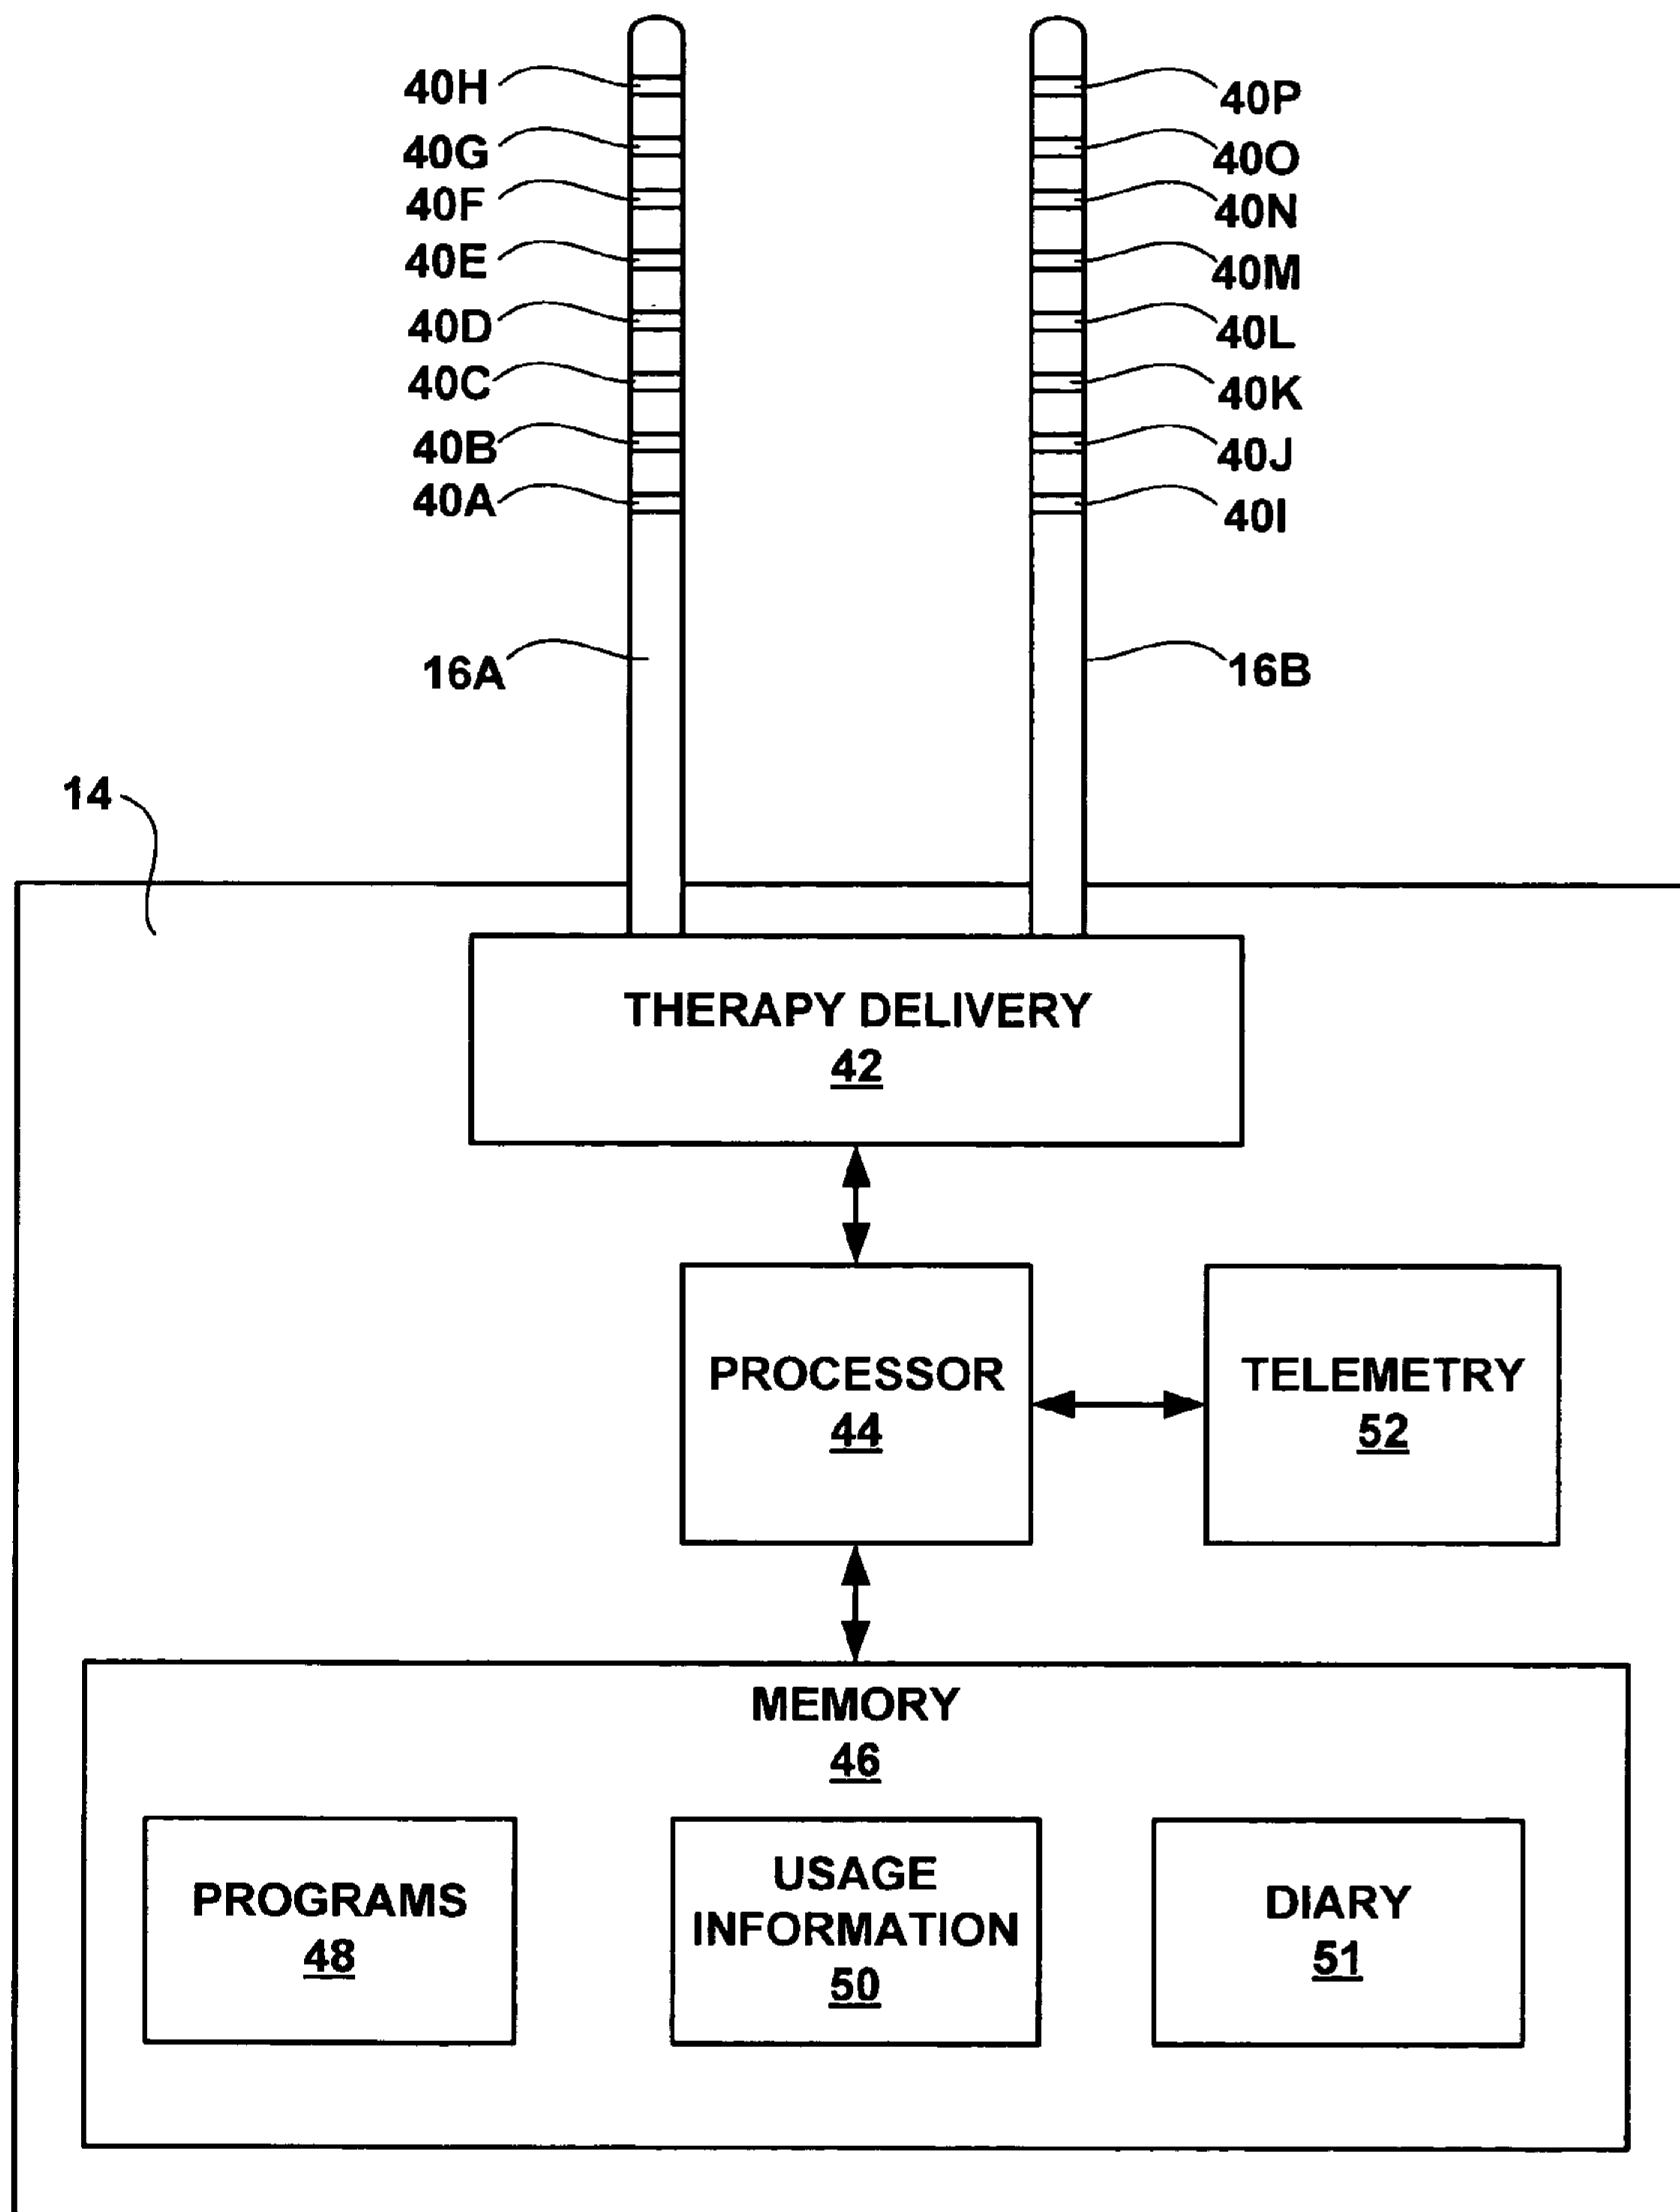 40H
40P
40G
40O
40F
40N
40E
40M
40D
40L
40C
40K
40B
40J
40A
40I
16A
16B
14
THERAPY DELIVERY
42
PROCESSOR
44
TELEMETRY
52
MEMORY
46
PROGRAMS
48
USAGE
INFORMATION
50
DIARY
51